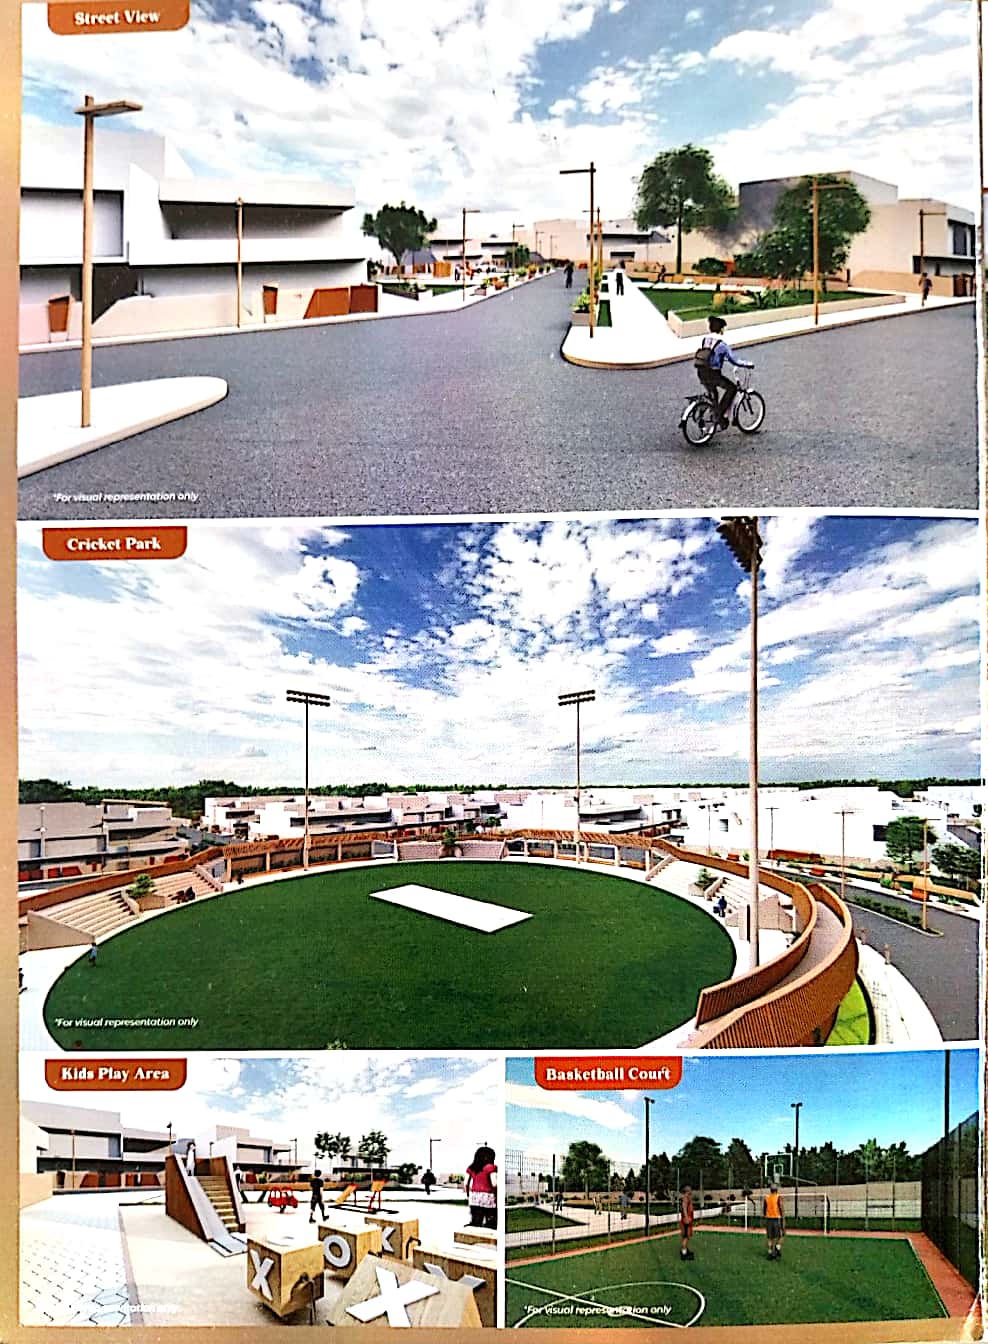 Street View
*For visual representation only
Cricket Park
*For visual representation only
Kids Play Area
Basketball Court
X
O
K
X
*For visual representation only